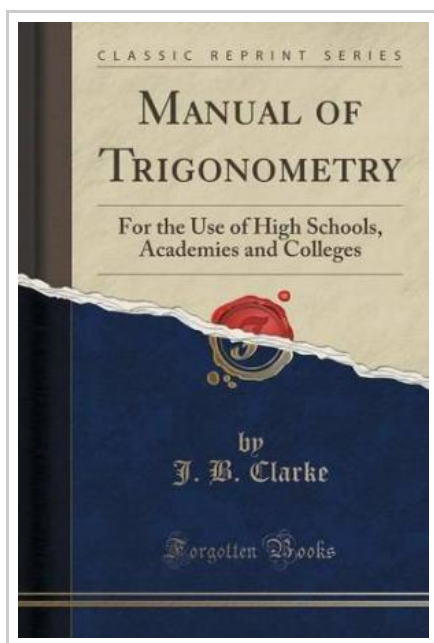 CLASSIC REPRINT SERIES
MANUAL OF
TRIGONOMETRY
For the Use of High Schools,
Academies and Colleges
by
J. B. Clarke
Forgotten Books